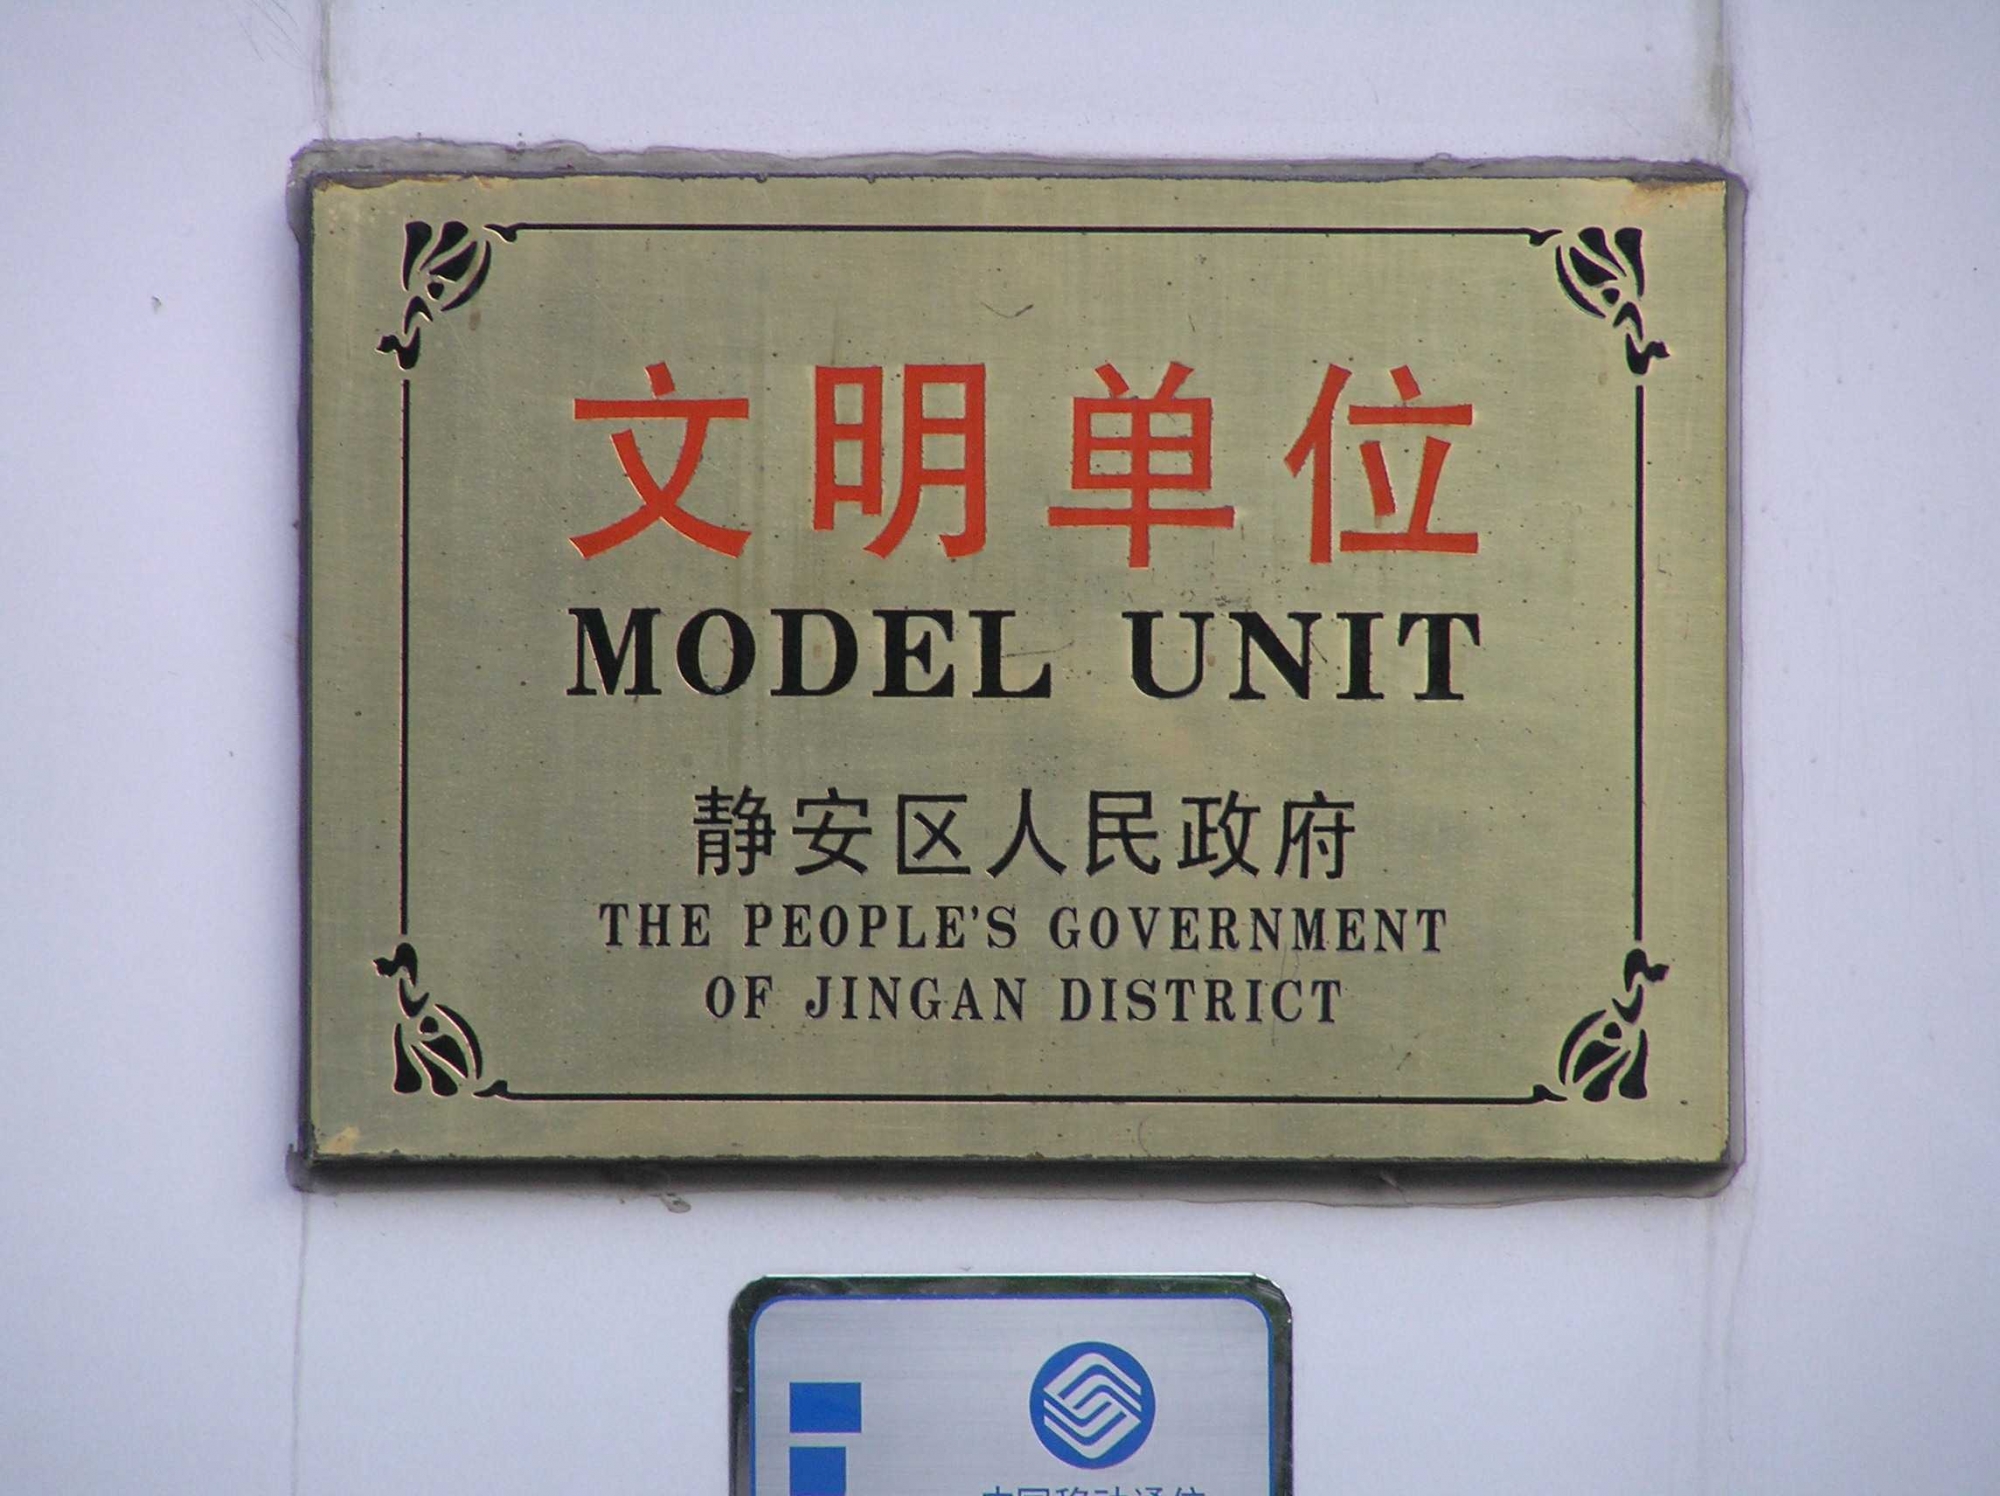 文明单位
MODEL UNIT
静安区人民政府
THE PEOPLE'S GOVERNMENT
OF JINGAN DISTRICT